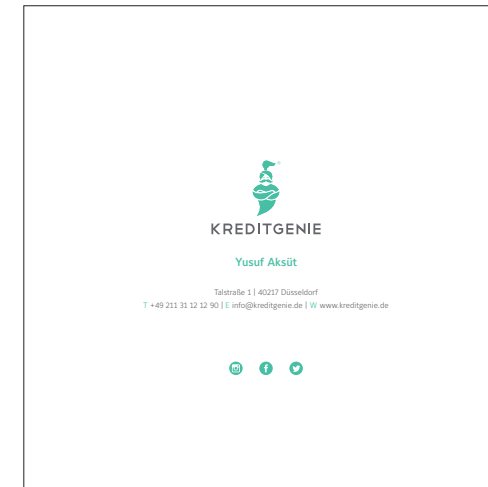 KREDITGENIE
Yusuf Aksüt
Talstraße 1 | 40217 Düsseldorf
T +49 211 31 12 12 90 | E info@kreditgenie.de | W www.kreditgenie.de